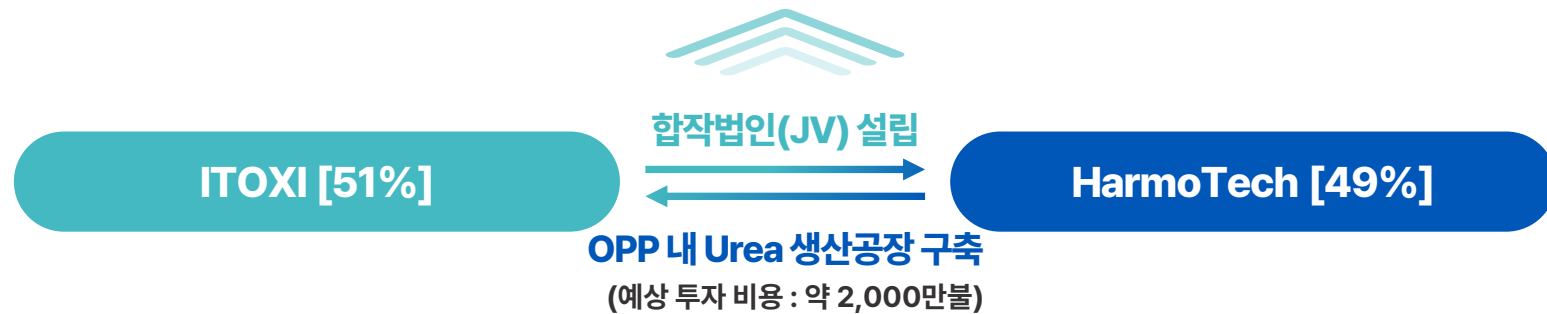 합작법인(JV) 설립
ITOXI [51%]
HarmoTech [49%]
OPP 내 Urea 생산공장 구축
(예상 투자 비용 : 약 2,000만불)